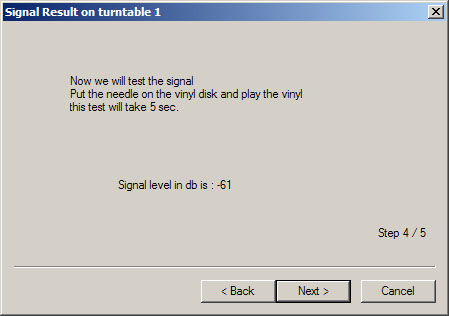 Signal Result on turntable 1
Now we will test the signal
Put the needle on the vinyl disk and play the vinyl
this test will take 5 sec.
Signal level in db is : -61
Step 4 / 5
< Back
Next >
Cancel